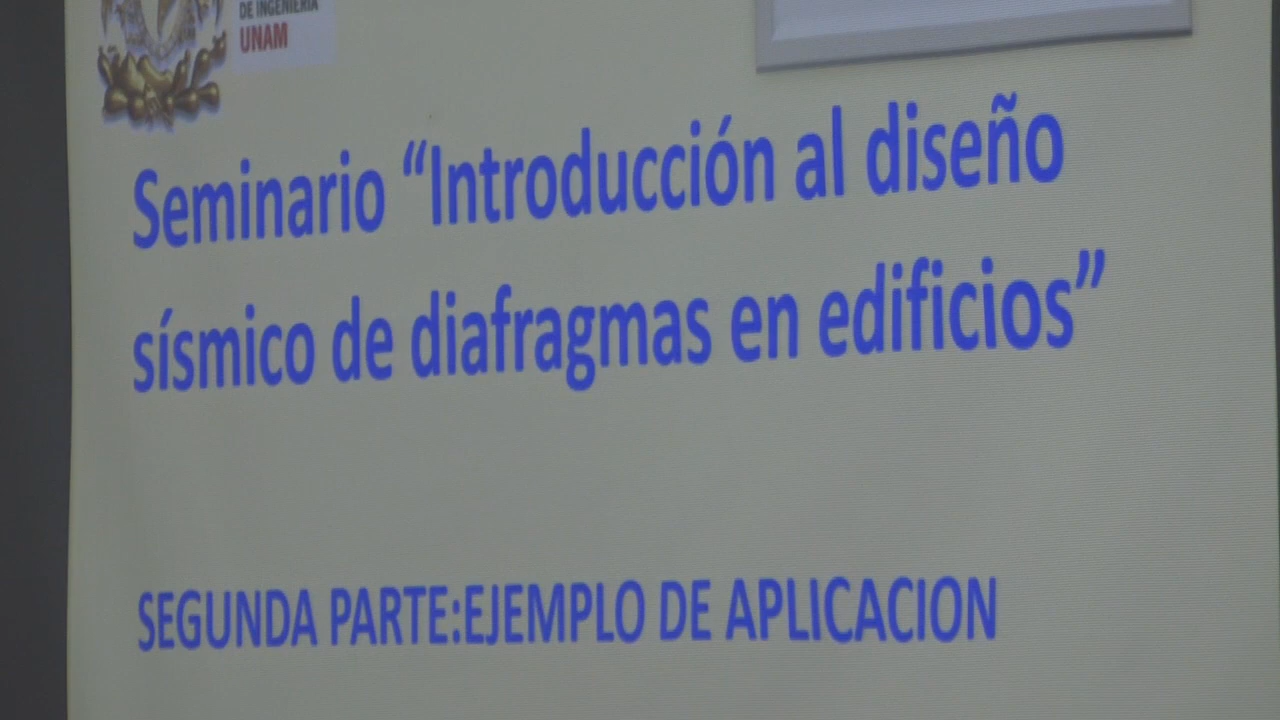 DE INGENIERÍA
UNAM
Seminario “Introducción al diseño
sísmico de diafragmas en edificios”
SEGUNDA PARTE:EJEMPLO DE APLICACION